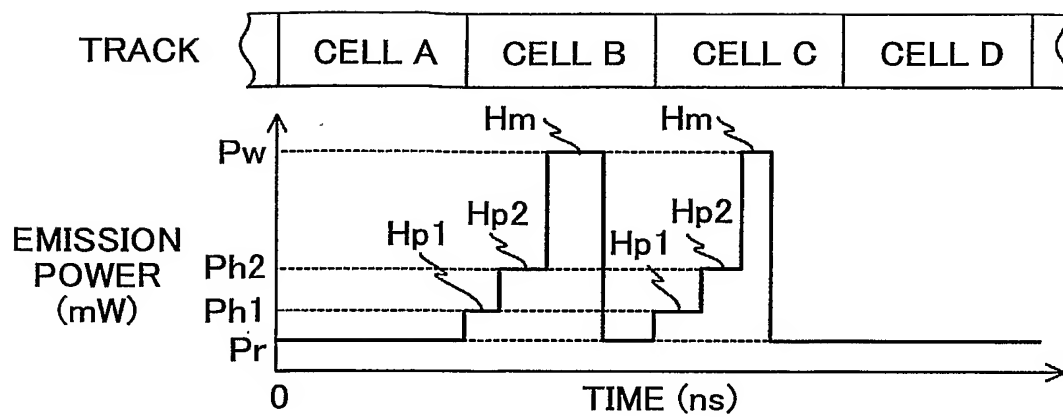 TRACK
CELL A
CELL B
CELL C
CELL D
Hm
Hm
Pw
Hp1
Hp2
Hp1
Hp2
EMISSION
POWER
(mW)
Ph2
Ph1
Pr
0
TIME (ns)